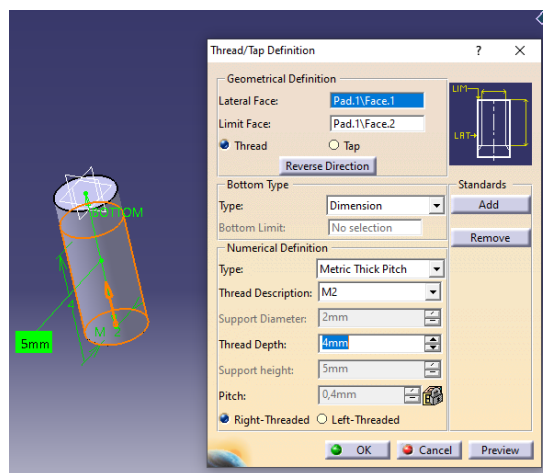 Thread/Tap Definition ? ×
Geometrical Definition
Lateral Face: Pad.1\Face.1
Limit Face: Pad.1\Face.2
Thread Tap
Reverse Direction
LIM
LAT
Bottom Type
Type: Dimension
Bottom Limit: No selection
Standards
Add
Remove
Numerical Definition
Type: Metric Thick Pitch
Thread Description: M2
Support Diameter: 2mm
Thread Depth: 4mm
Support height: 5mm
Pitch: 0,4mm
Right-Threaded Left-Threaded
OK Cancel Preview
BOTTOM
5mm